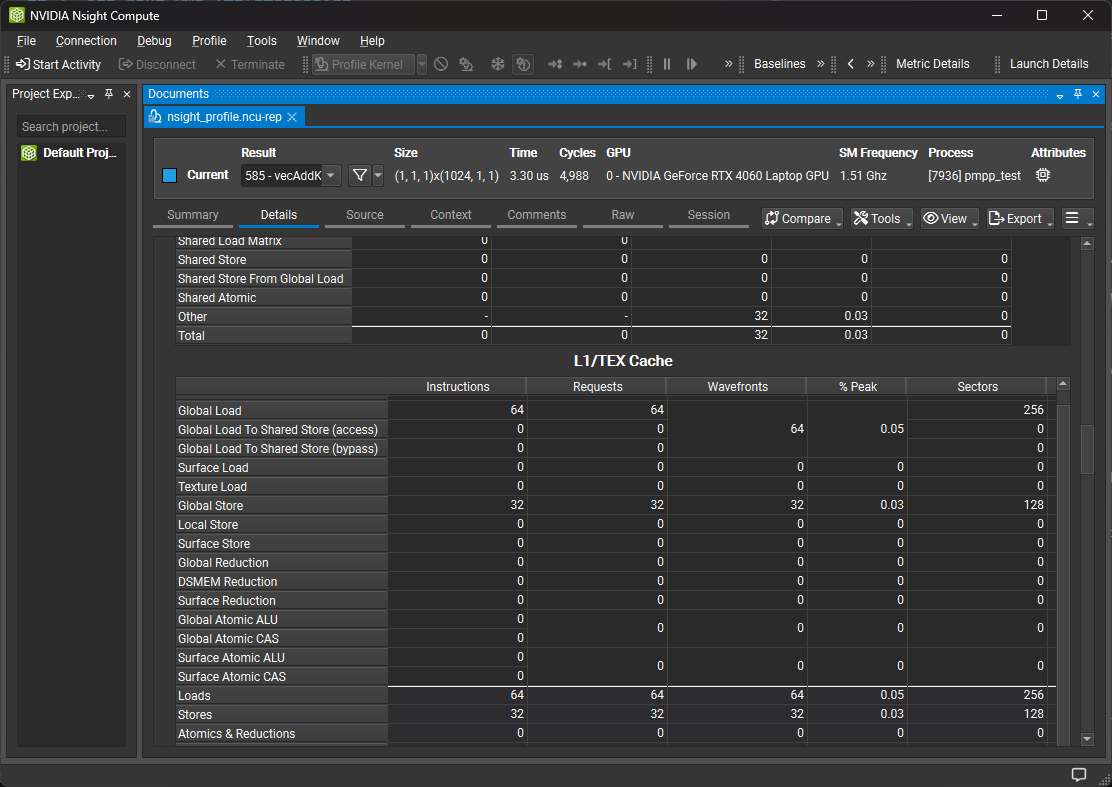 NVIDIA Nsight Compute
File Connection Debug Profile Tools Window Help
Start Activity Disconnect Terminate Profile Kernel » Baselines » » Metric Details Launch Details
Project Exp... Documents
nsight_profile.ncu-rep
Search project...
Default Proj...
Result Size Time Cycles GPU SM Frequency Process Attributes
Current 585 - vecAddK (1, 1, 1)x(1024, 1, 1) 3.30 us 4,988 0 - NVIDIA GeForce RTX 4060 Laptop GPU 1.51 Ghz [7936] pmpp_test
Summary Details Source Context Comments Raw Session Compare Tools View Export
Shared Load Matrix 0 0
Shared Store 0 0 0 0 0
Shared Store From Global Load 0 0 0 0 0
Shared Atomic 0 0 0 0 0
Other - - 32 0.03 0
Total 0 0 32 0.03 0
L1/TEX Cache
Instructions Requests Wavefronts % Peak Sectors
Global Load 64 64 256
Global Load To Shared Store (access) 0 0 64 0.05 0
Global Load To Shared Store (bypass) 0 0 0
Surface Load 0 0 0 0 0
Texture Load 0 0 0 0 0
Global Store 32 32 32 0.03 128
Local Store 0 0 0 0 0
Surface Store 0 0 0 0 0
Global Reduction 0 0 0 0 0
DSMEM Reduction 0 0 0 0 0
Surface Reduction 0 0 0 0 0
Global Atomic ALU 0 0 0 0 0
Global Atomic CAS 0
Surface Atomic ALU 0 0 0 0 0
Surface Atomic CAS 0
Loads 64 64 64 0.05 256
Stores 32 32 32 0.03 128
Atomics & Reductions 0 0 0 0 0